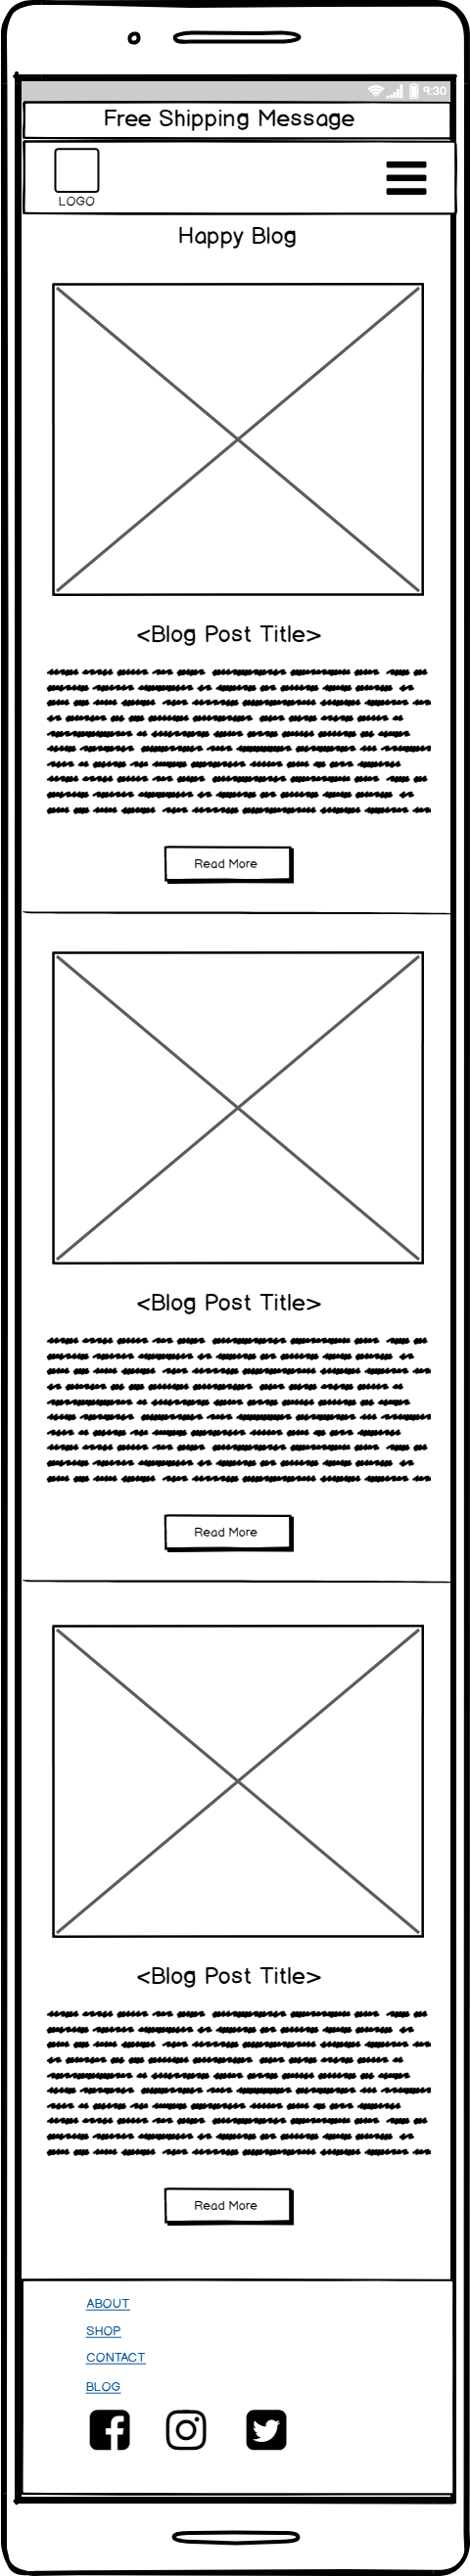 9:30
Free Shipping Message
LOGO
Happy Blog
<Blog Post Title>
Read More
<Blog Post Title>
Read More
<Blog Post Title>
Read More
ABOUT
SHOP
CONTACT
BLOG